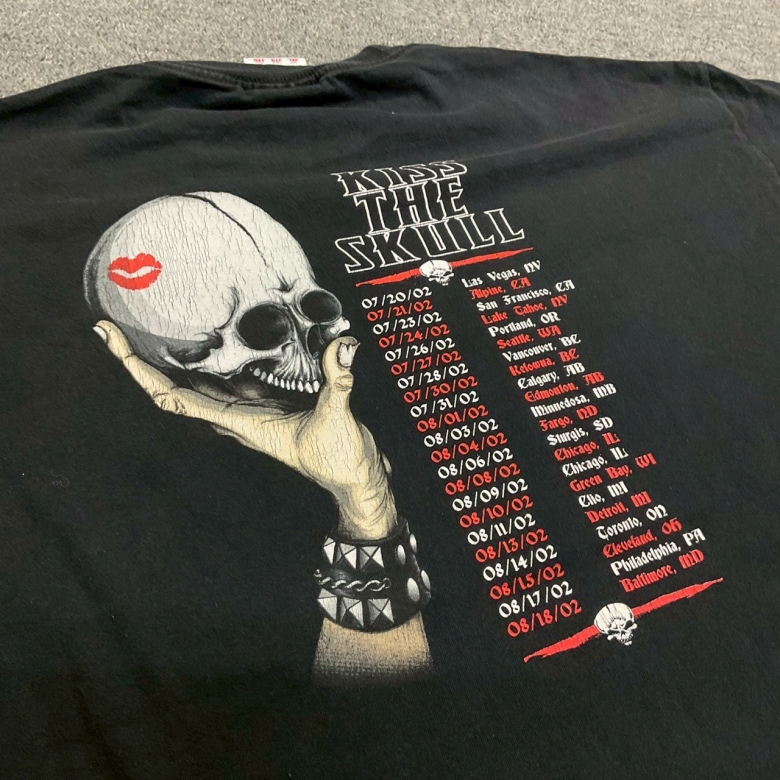 KISS
THE
SKULL
07/20/02 Las Vegas, NV
07/21/02 Alpine, CA
07/23/02 San Francisco, CA
07/24/02 Lake Tahoe, NV
07/26/02 Portland, OR
07/27/02 Seattle, WA
07/28/02 Vancouver, BC
07/30/02 Kelowna, BC
07/31/02 Calgary, AB
08/01/02 Edmonton, AB
08/03/02 Minnedosa, MB
08/04/02 Fargo, ND
08/06/02 Sturgis, SD
08/08/02 Chicago, IL
08/09/02 Chicago, IL
08/10/02 Green Bay, WI
08/11/02 Clio, MI
08/13/02 Detroit, MI
08/14/02 Toronto, ON
08/15/02 Cleveland, OH
08/17/02 Philadelphia, PA
08/18/02 Baltimore, MD